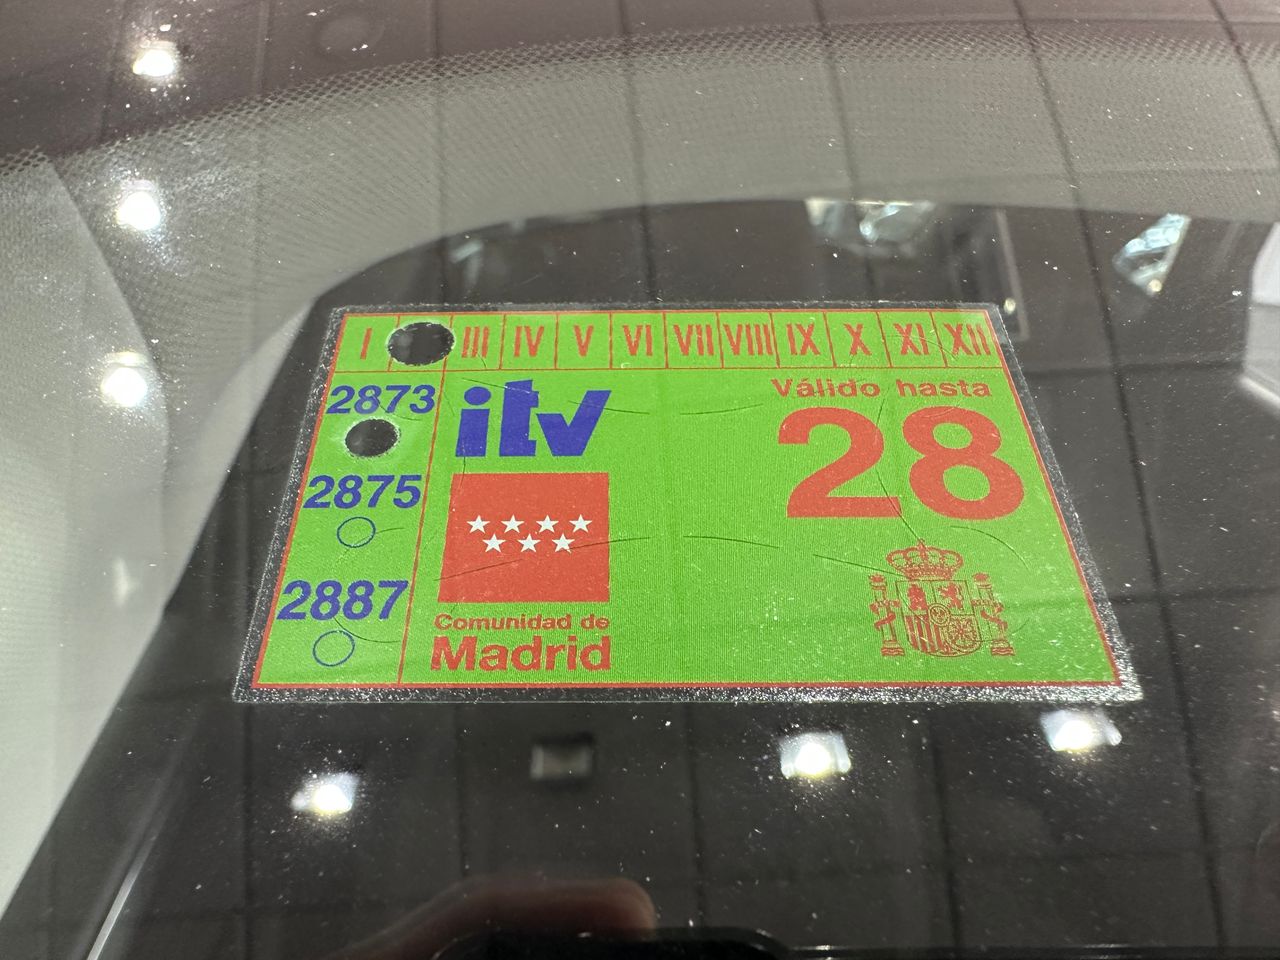 I III IV V VI VII VIII IX X XI XII
2873
2875
2887
itv
Comunidad de
Madrid
Válido hasta
28